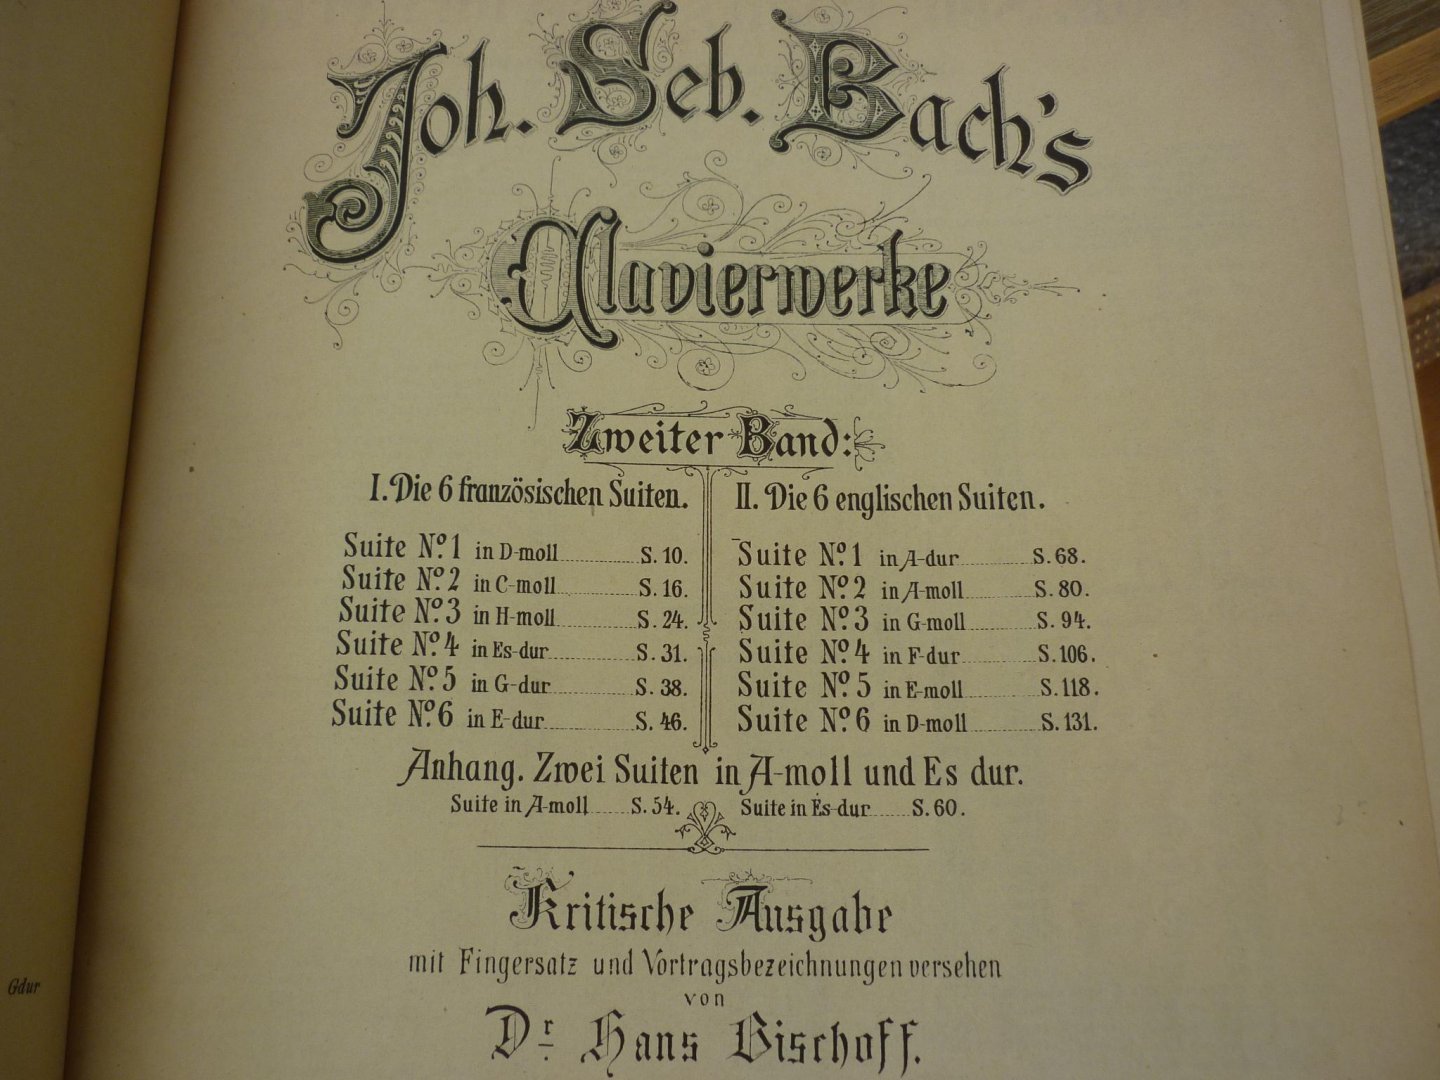 Joh. Seb. Bach's
Clavierwerke
Zweiter Band:
I. Die 6 französischen Suiten.
Suite No. 1 in D-moll S. 10.
Suite No. 2 in C-moll S. 16.
Suite No. 3 in H-moll S. 24.
Suite No. 4 in Es-dur S. 31.
Suite No. 5 in G-dur S. 38.
Suite No. 6 in E-dur S. 46.
II. Die 6 englischen Suiten.
Suite No. 1 in A-dur S. 68.
Suite No. 2 in A-moll S. 80.
Suite No. 3 in G-moll S. 94.
Suite No. 4 in F-dur S. 106.
Suite No. 5 in E-moll S. 118.
Suite No. 6 in D-moll S. 131.
Anhang. Zwei Suiten in A-moll und Es dur.
Suite in A-moll S. 54. Suite in Es-dur S. 60.
Kritische Ausgabe
mit Fingersatz und Vortragsbezeichnungen versehen
von
Dr. Hans Bischoff.
Gdur